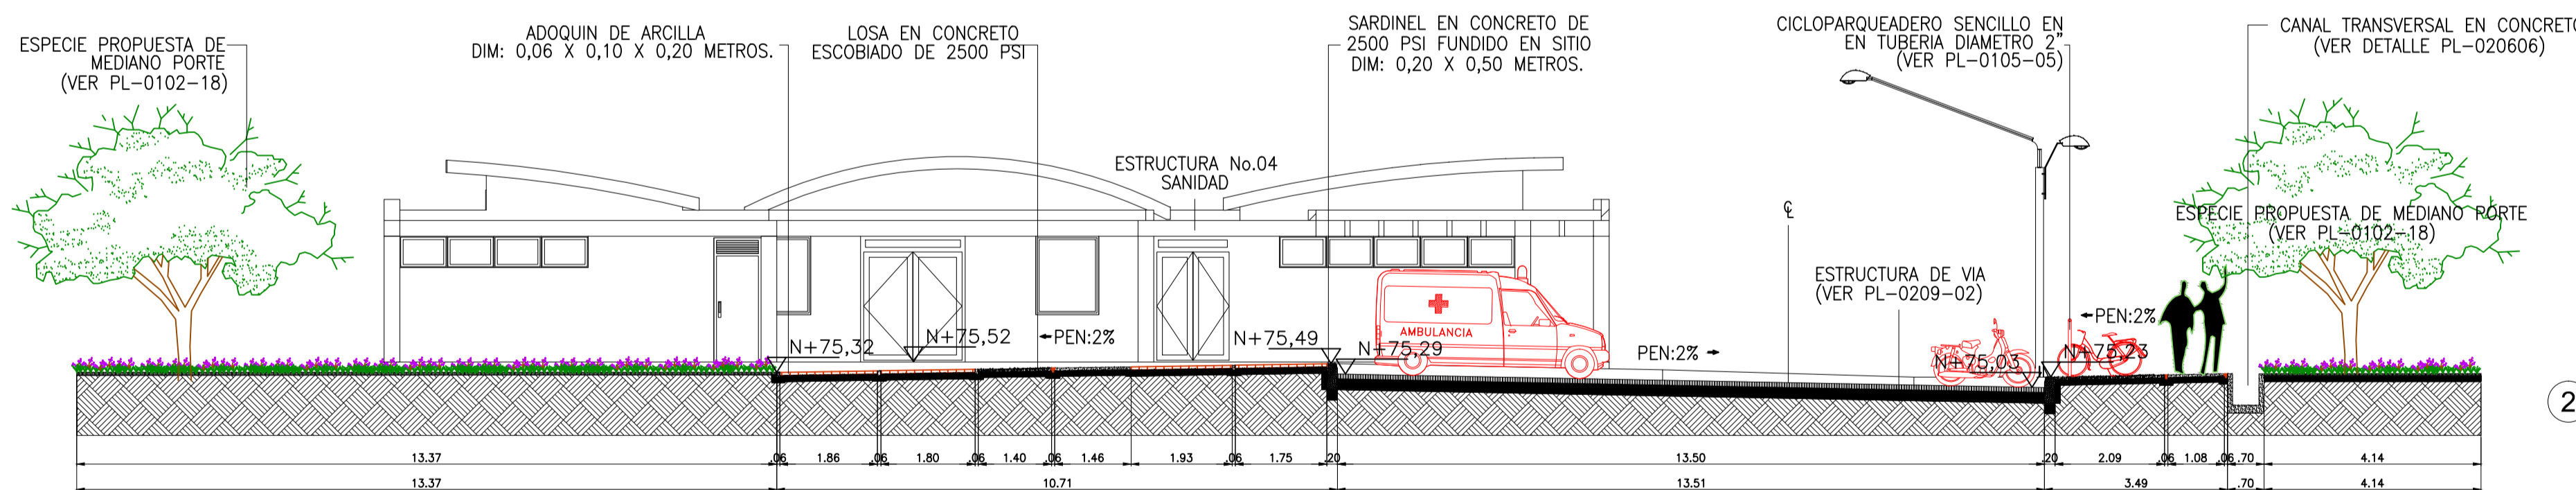 ESPECIE PROPUESTA DE
MEDIANO PORTE
(VER PL-0102-18)
ADOQUIN DE ARCILLA
DIM: 0,06 X 0,10 X 0,20 METROS.
LOSA EN CONCRETO
ESCOBIADO DE 2500 PSI
SARDINEL EN CONCRETO DE
2500 PSI FUNDIDO EN SITIO
DIM: 0,20 X 0,50 METROS.
CICLOPARQUEADERO SENCILLO EN
EN TUBERIA DIAMETRO 2"
(VER PL-0105-05)
CANAL TRANSVERSAL EN CONCRETO
(VER DETALLE PL-020606)
ESTRUCTURA No.04
SANIDAD
℄
ESPECIE PROPUESTA DE MEDIANO PORTE
(VER PL-0102-18)
ESTRUCTURA DE VIA
(VER PL-0209-02)
AMBULANCIA
N+75,32
N+75,52
←PEN:2%
N+75,49
N+75,29
PEN:2% →
N+75,03
N+75,23
←PEN:2%
2
13.37 .06 1.86 .06 1.80 .06 1.40 .06 1.46 1.93 .06 1.75 .20 13.50 .20 2.09 .06 1.08 .06 .70 4.14
13.37 10.71 13.51 3.49 .70 4.14